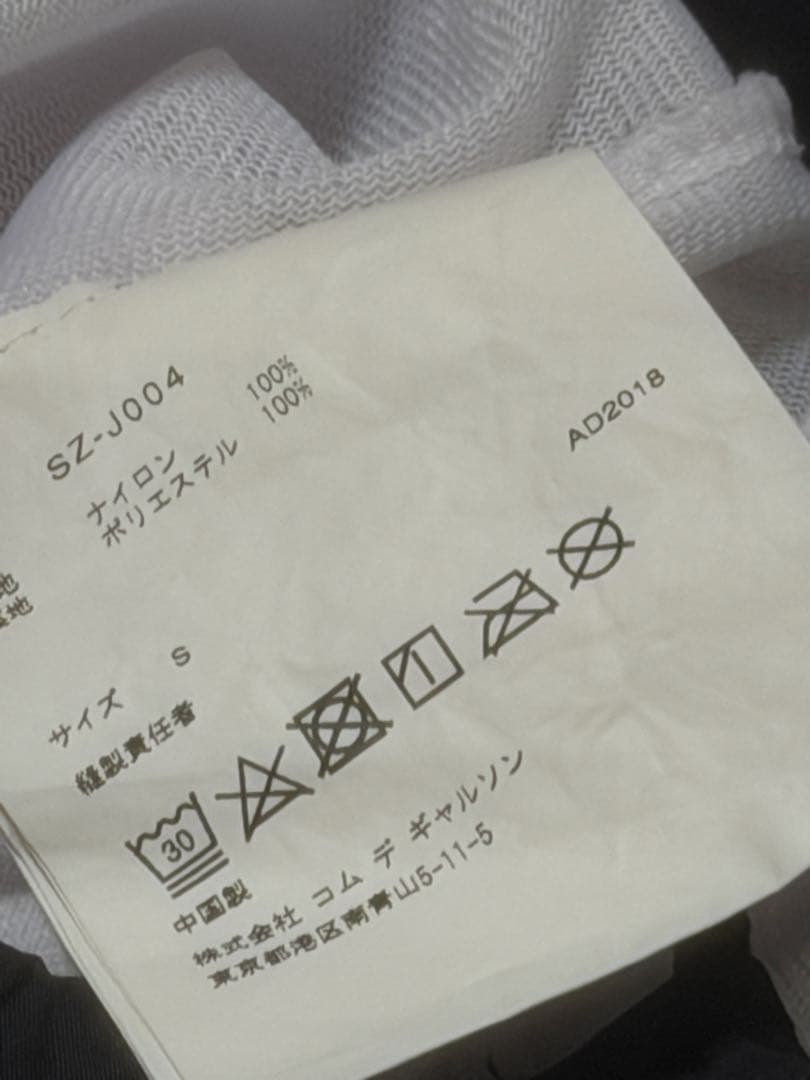 SZ-J004
AD2018
地 ナイロン 100%
地 ポリエステル 100%
サイズ S
縫製責任者
30
中国製
株式会社 コム デ ギャルソン
東京都港区南青山5-11-5